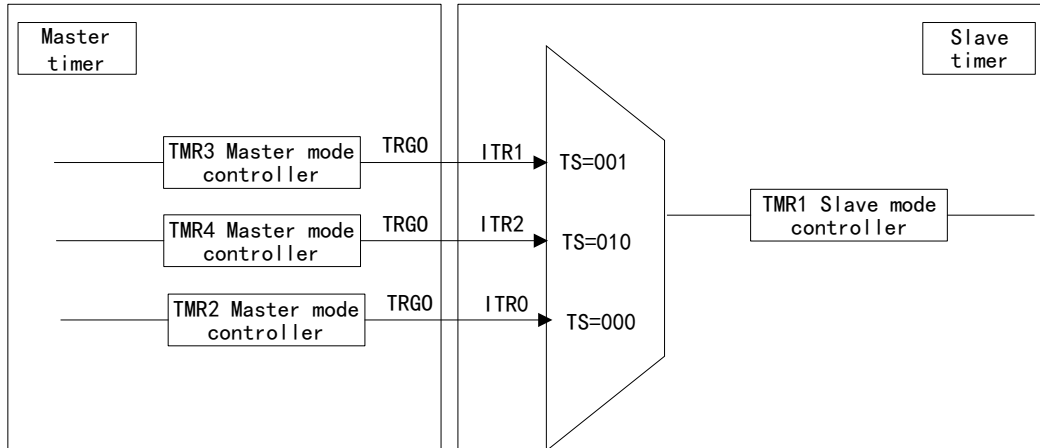 Master
timer
Slave
timer
TMR3 Master mode
controller
TRGO
ITR1
TS=001
TMR4 Master mode
controller
TRGO
ITR2
TS=010
TMR2 Master mode
controller
TRGO
ITR0
TS=000
TMR1 Slave mode
controller